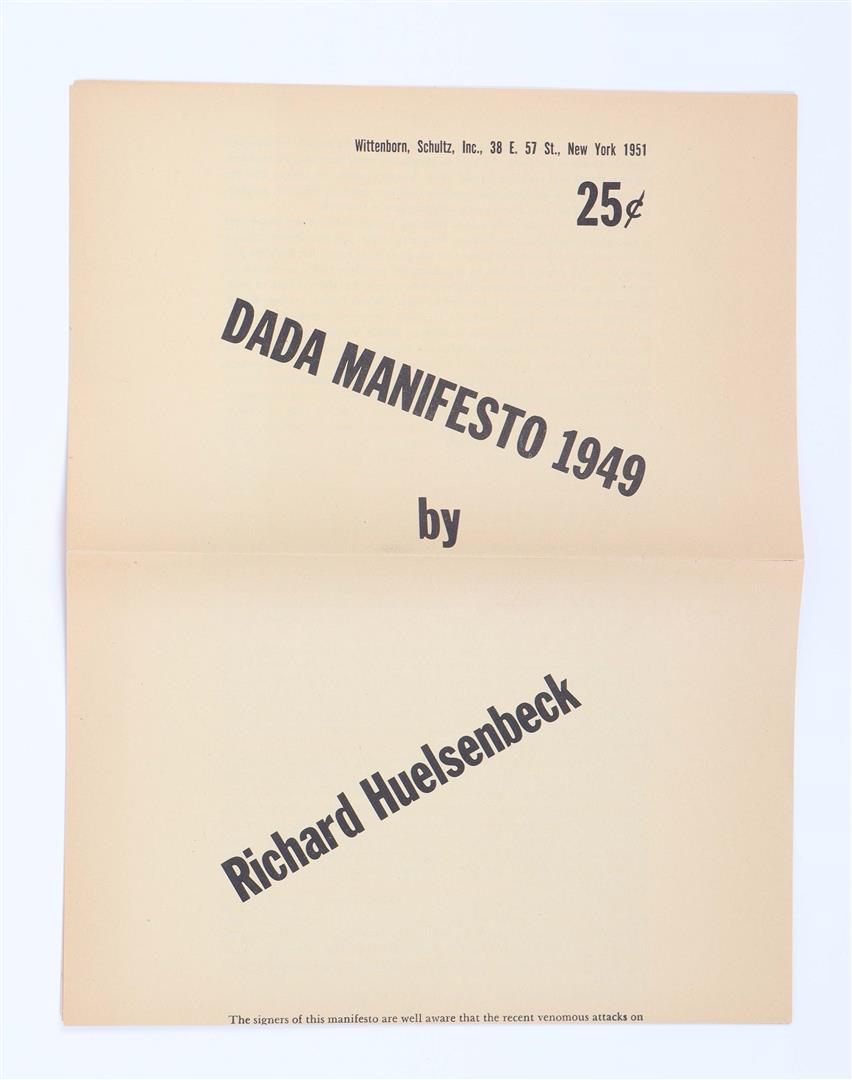 Wittenborn, Schultz, Inc., 38 E. 57 St., New York 1951
25¢
DADA MANIFESTO 1949
by
Richard Huelsenbeck
The signers of this manifesto are well aware that the recent venomous attacks on